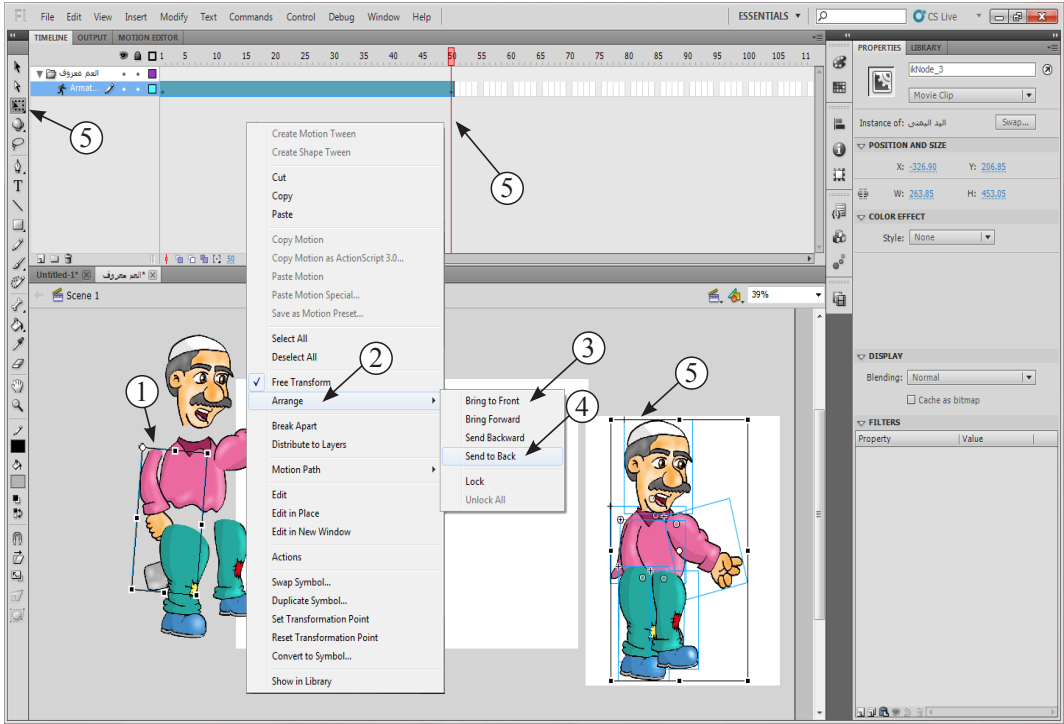 Fl File Edit View Insert Modify Text Commands Control Debug Window Help ESSENTIALS CS Live
TIMELINE OUTPUT MOTION EDITOR
1 5 10 15 20 25 30 35 40 45 50 55 60 65 70 75 80 85 90 95 100 105 11
العم معروف
Armat...
50
Untitled-1* العم معروف*
Scene 1 39%
5
5
Create Motion Tween
Create Shape Tween
Cut
Copy
Paste
Copy Motion
Copy Motion as ActionScript 3.0...
Paste Motion
Paste Motion Special...
Save as Motion Preset...
Select All
Deselect All
Free Transform
Arrange
Break Apart
Distribute to Layers
Motion Path
Edit
Edit in Place
Edit in New Window
Actions
Swap Symbol...
Duplicate Symbol...
Set Transformation Point
Reset Transformation Point
Convert to Symbol...
Show in Library
1
2
3
4
5
Bring to Front
Bring Forward
Send Backward
Send to Back
Lock
Unlock All
PROPERTIES LIBRARY
ikNode_3
Movie Clip
Instance of: اليد اليمنى Swap...
POSITION AND SIZE
X: -326.90 Y: 206.85
W: 263.85 H: 453.05
COLOR EFFECT
Style: None
DISPLAY
Blending: Normal
Cache as bitmap
FILTERS
Property Value